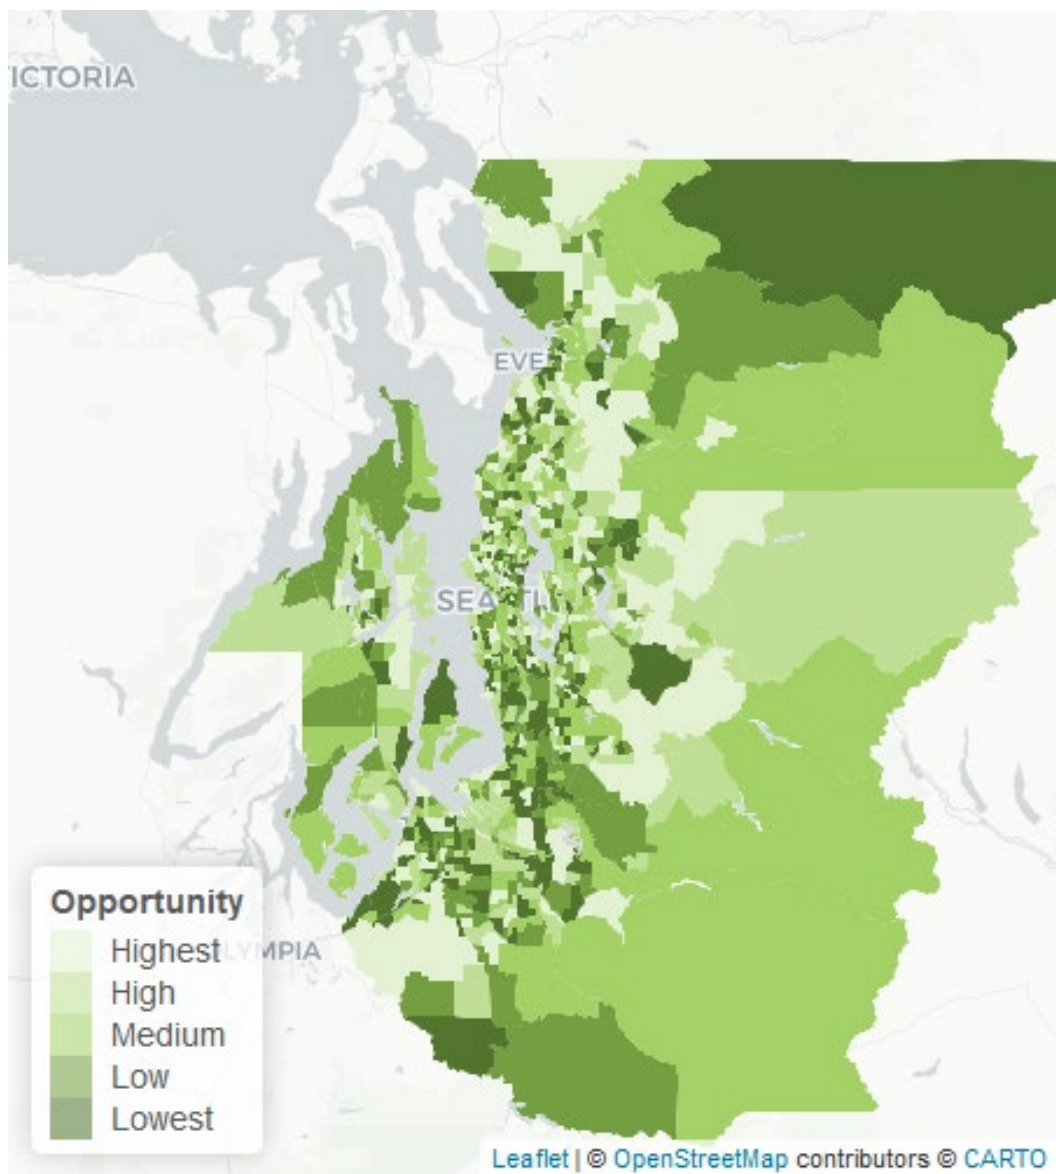 ICTORIA
EVE
SEATTL
Opportunity
Highest
High
Medium
Low
Lowest
LYMPIA
Leaflet | © OpenStreetMap contributors © CARTO